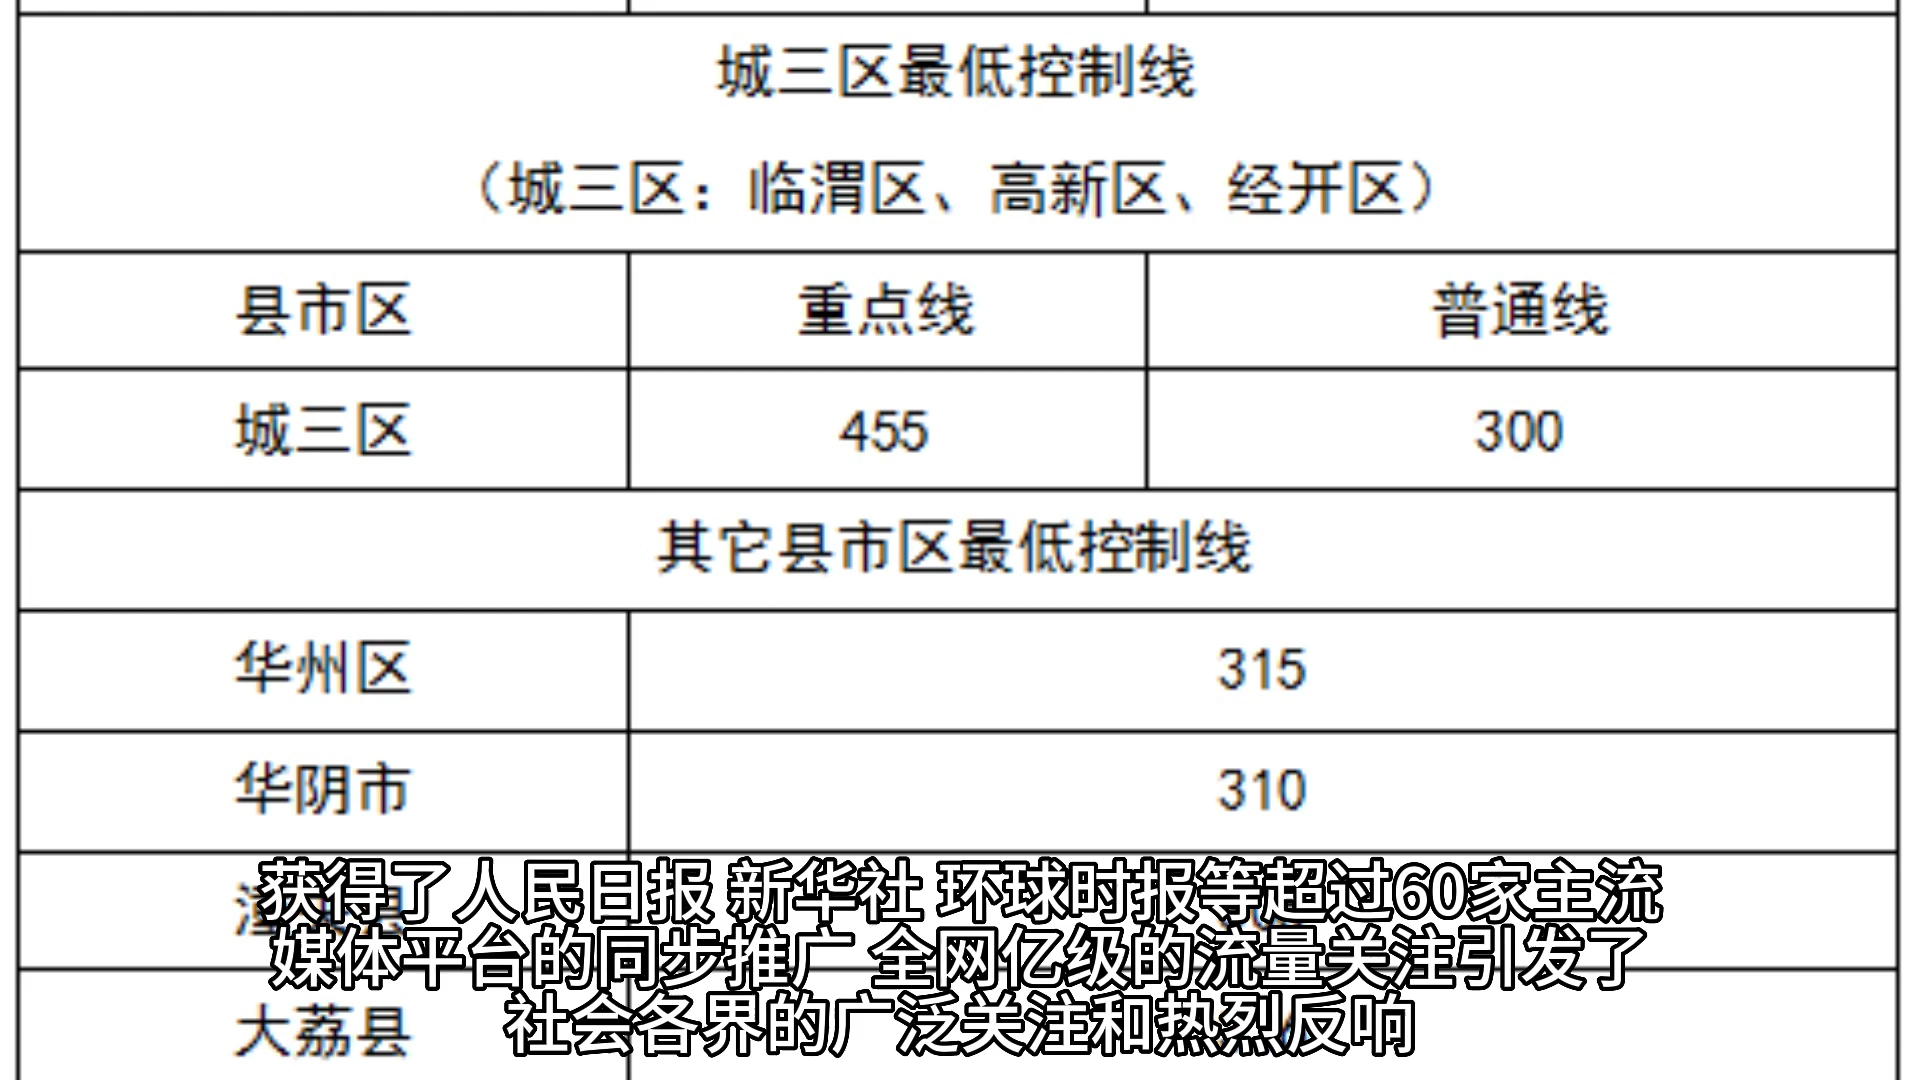 城三区最低控制线
（城三区：临渭区、高新区、经开区）
县市区 重点线 普通线
城三区 455 300
其它县市区最低控制线
华州区 315
华阴市 310
获得了人民日报 新华社 环球时报等超过60家主流
媒体平台的同步推广 全网亿级的流量关注引发了
大荔县
社会各界的广泛关注和热烈反响